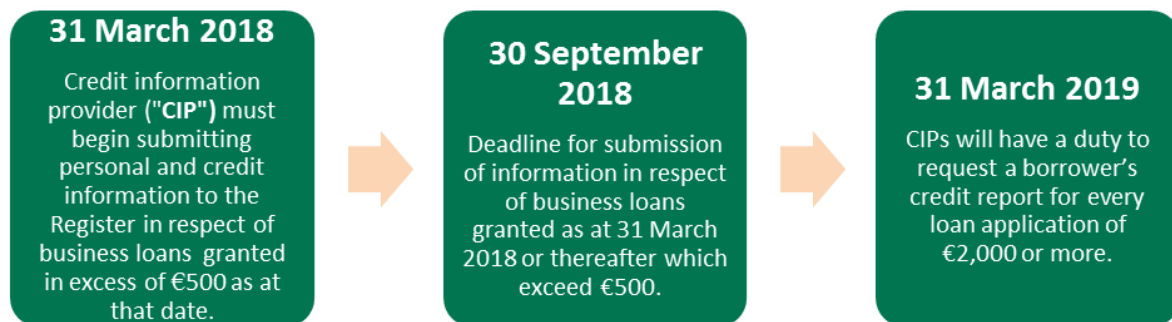 31 March 2018
Credit information
provider ("CIP") must
begin submitting
personal and credit
information to the
Register in respect of
business loans granted
in excess of €500 as at
that date.
30 September
2018
Deadline for submission
of information in respect
of business loans
granted as at 31 March
2018 or thereafter which
exceed €500.
31 March 2019
CIPs will have a duty to
request a borrower’s
credit report for every
loan application of
€2,000 or more.